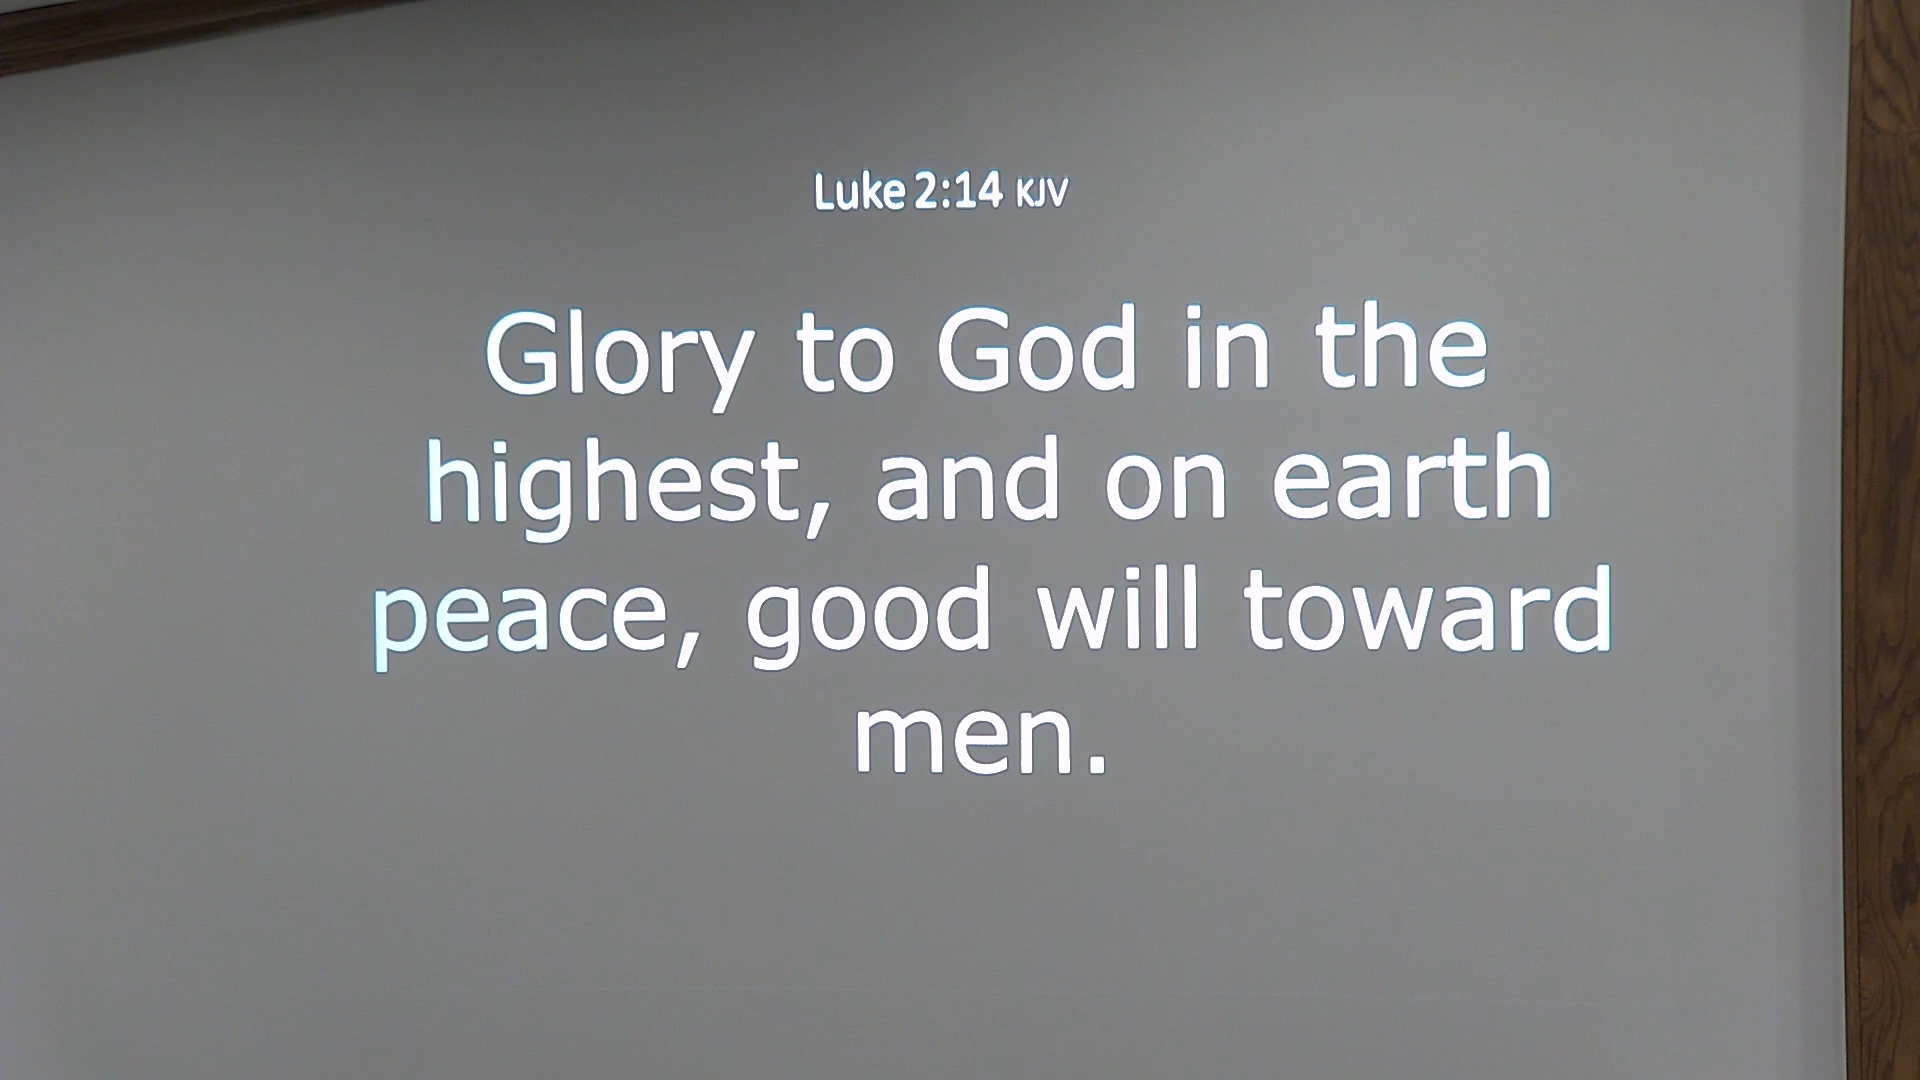 Luke 2:14 KJV
Glory to God in the
highest, and on earth
peace, good will toward
men.